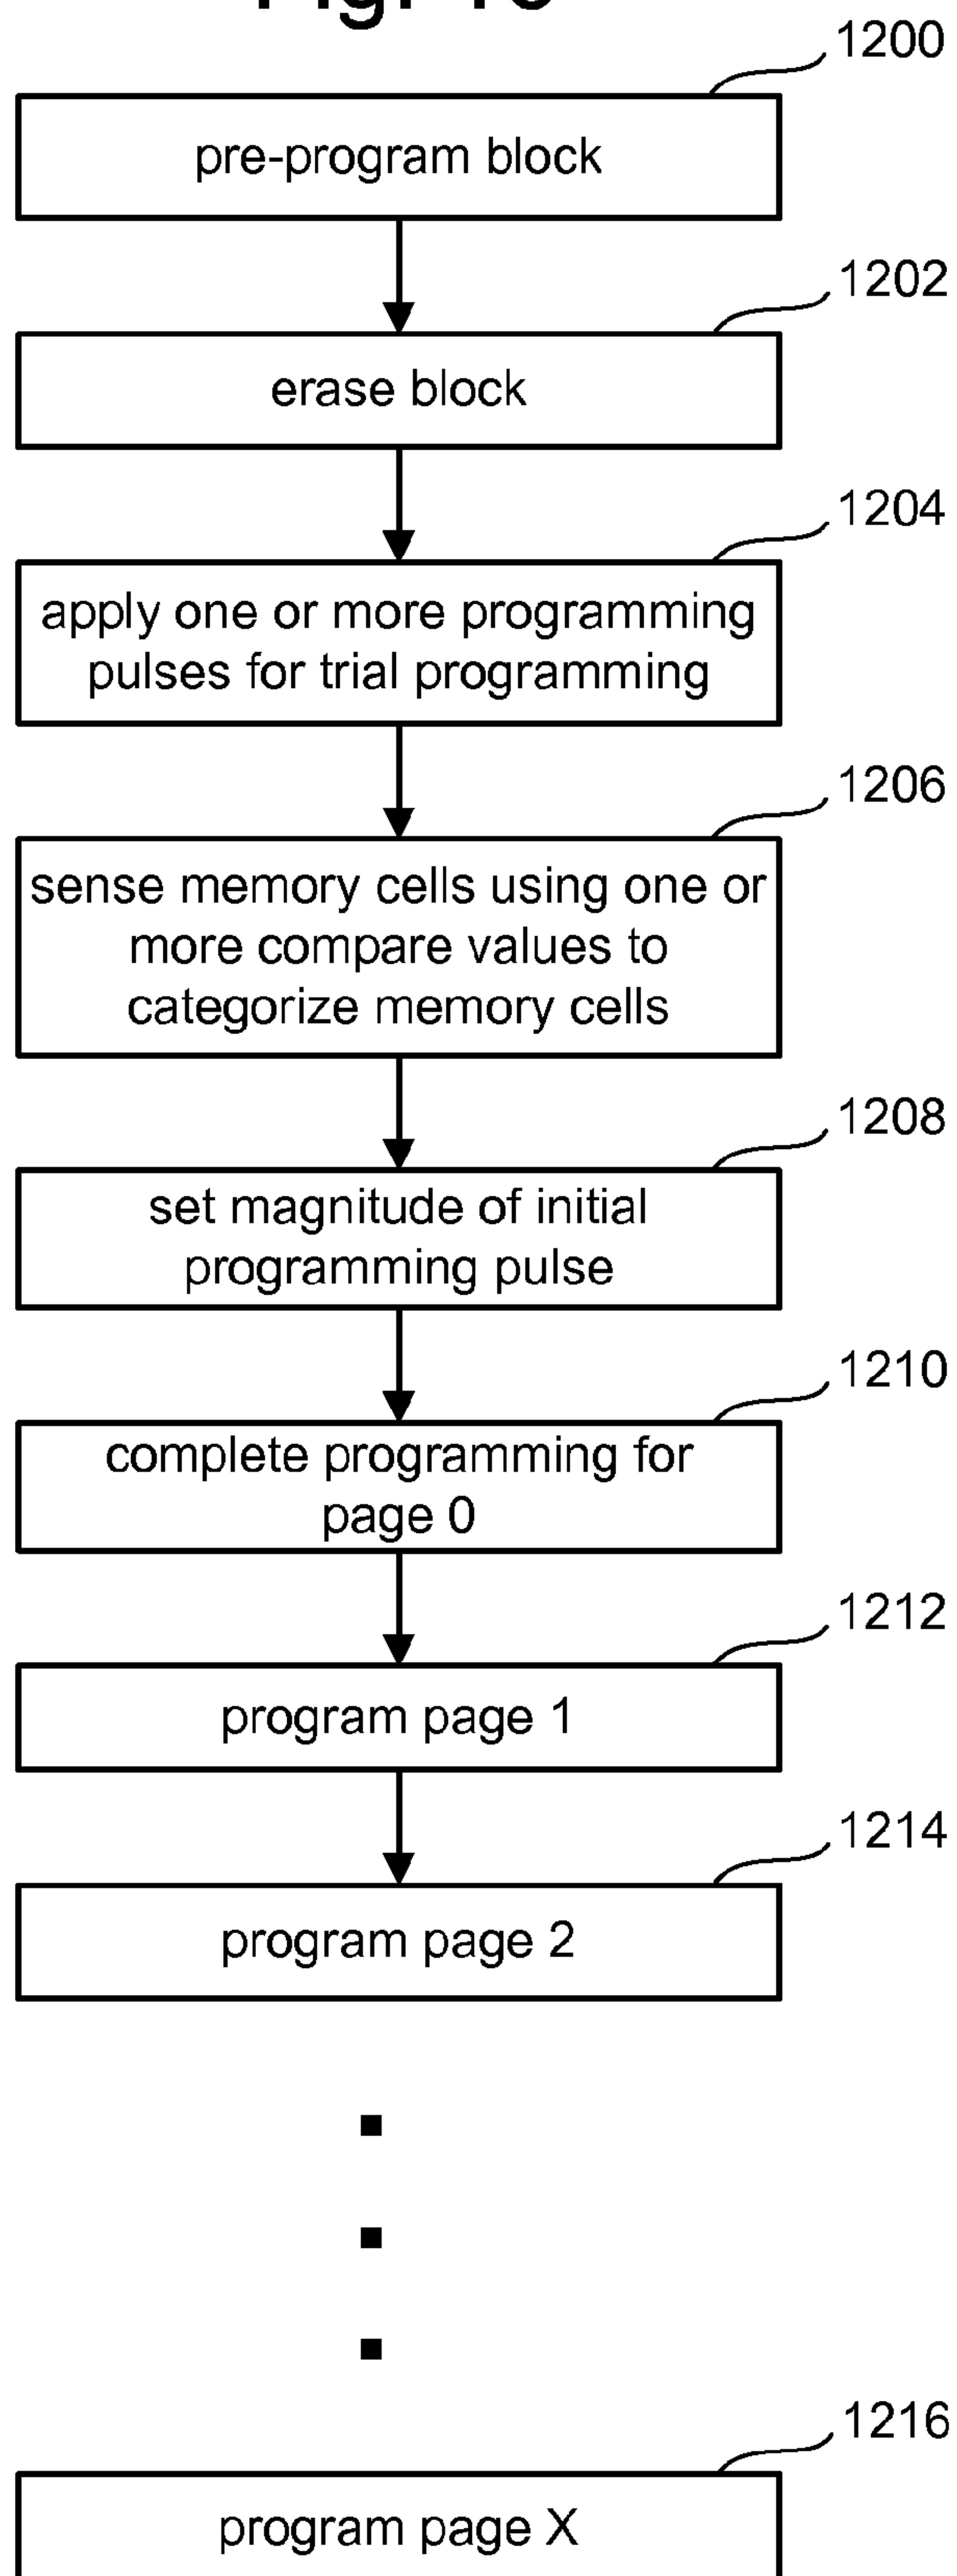 1200
pre-program block
1202
erase block
1204
apply one or more programming
pulses for trial programming
1206
sense memory cells using one or
more compare values to
categorize memory cells
1208
set magnitude of initial
programming pulse
1210
complete programming for
page 0
1212
program page 1
1214
program page 2
1216
program page X